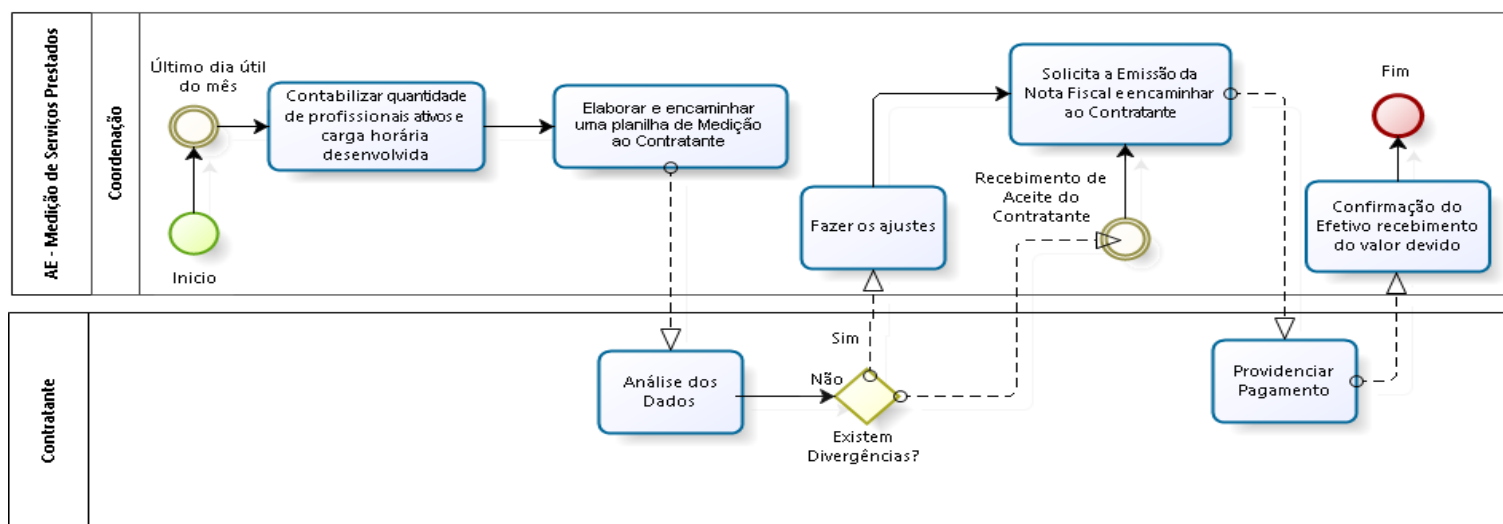 AE - Medição de Serviços Prestados
Coordenação
Último dia útil
do mês
Inicio
Contabilizar quantidade
de profissionais ativos e
carga horária
desenvolvida
Elaborar e encaminhar
uma planilha de Medição
ao Contratante
Fazer os ajustes
Solicita a Emissão da
Nota Fiscal e encaminhar
ao Contratante
Recebimento de
Aceite do
Contratante
Fim
Confirmação do
Efetivo recebimento
do valor devido
Contratante
Análise dos
Dados
Não
Sim
Existem
Divergências?
Providenciar
Pagamento